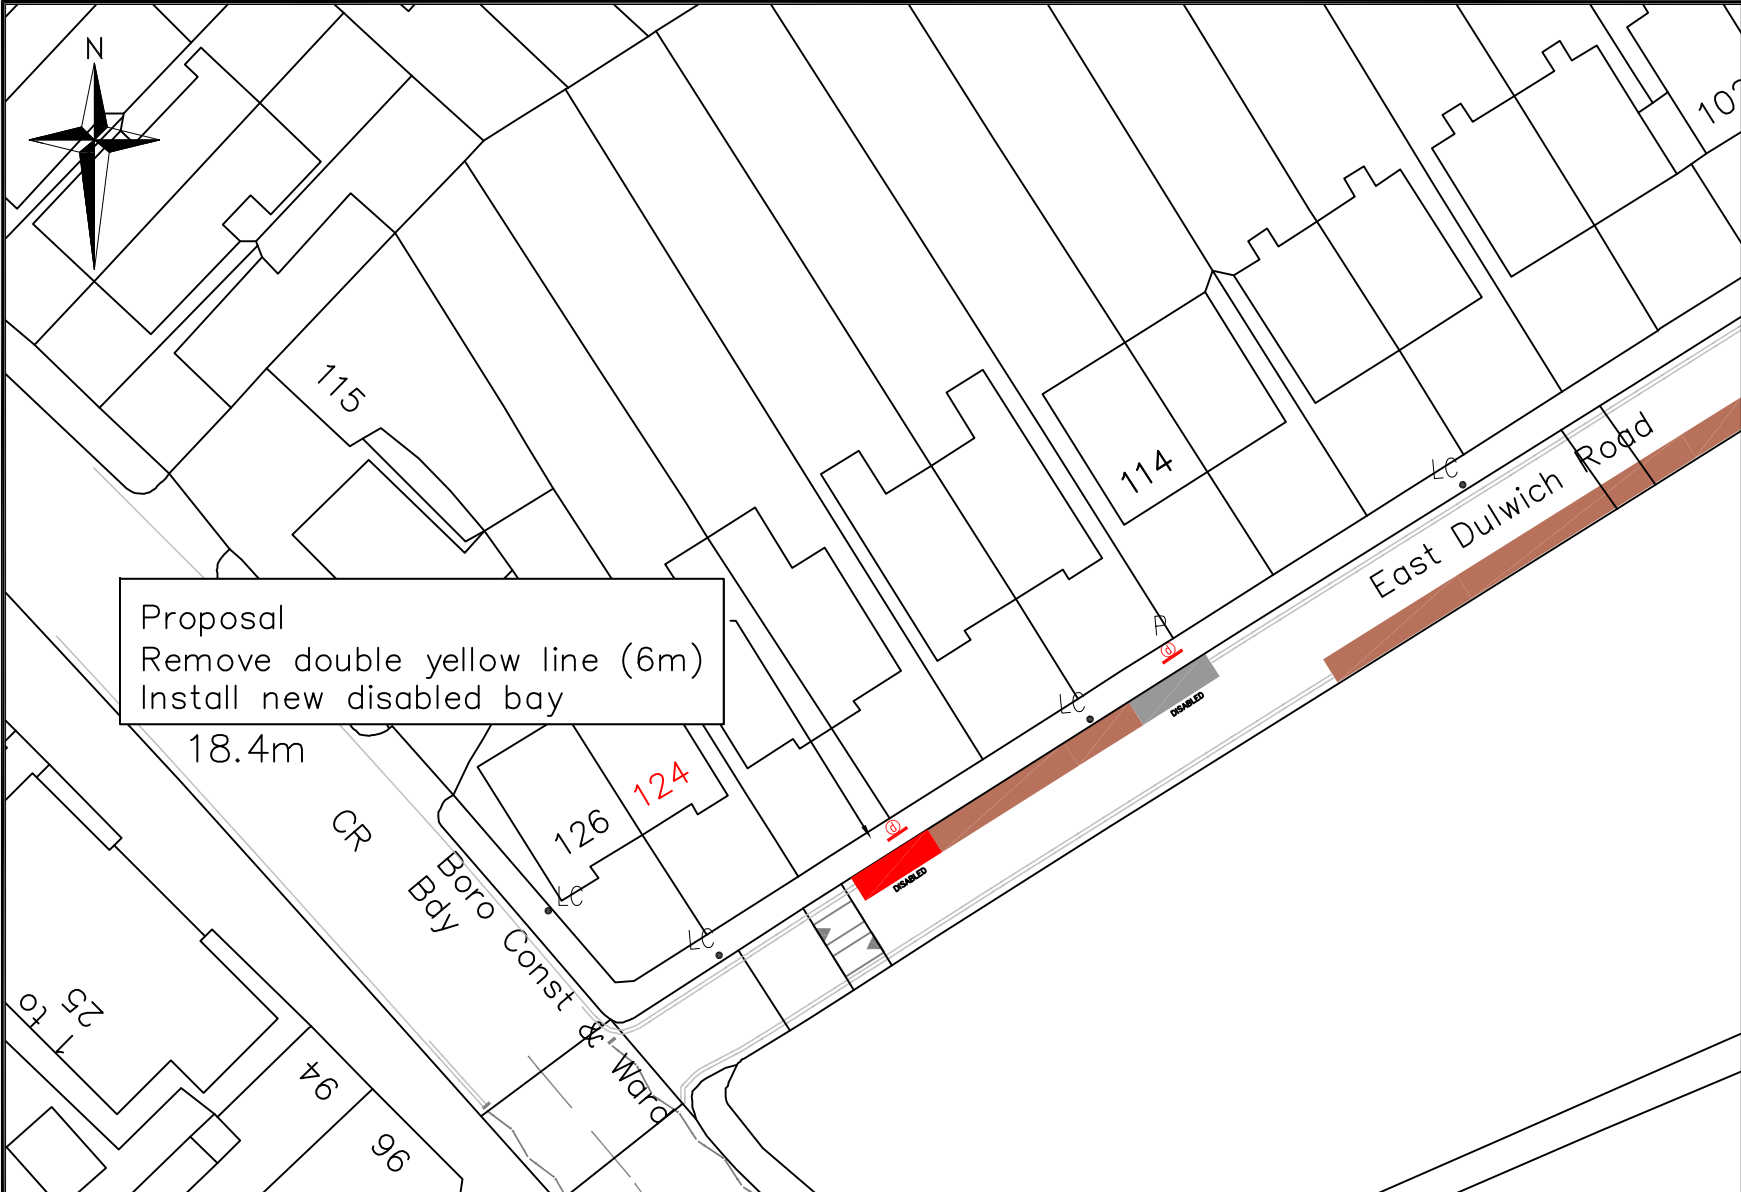 N
102
115
114
LC
East Dulwich Road
Proposal
Remove double yellow line (6m)
Install new disabled bay
P
d
DISABLED
LC
18.4m
124
126
d
DISABLED
CR
LC
LC
Boro Const & Ward
Bdy
1 to
25
94
96